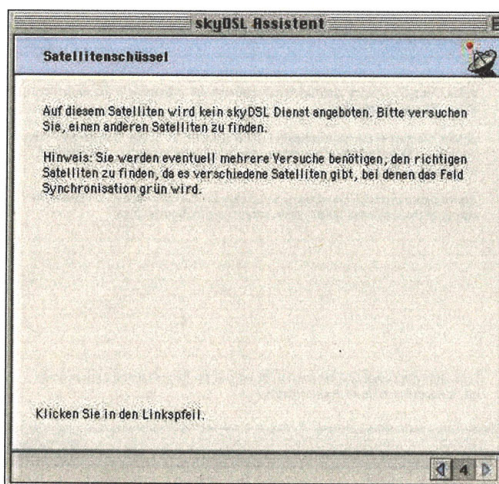 skyDSL Assistent
Satellitenschüssel
Auf diesem Satelliten wird kein skyDSL Dienst angeboten. Bitte versuchen
Sie, einen anderen Satelliten zu finden.
Hinweis: Sie werden eventuell mehrere Versuche benötigen, den richtigen
Satelliten zu finden, da es verschiedene Satelliten gibt, bei denen das Feld
Synchronisation grün wird.
Klicken Sie in den Linkspfeil.
4